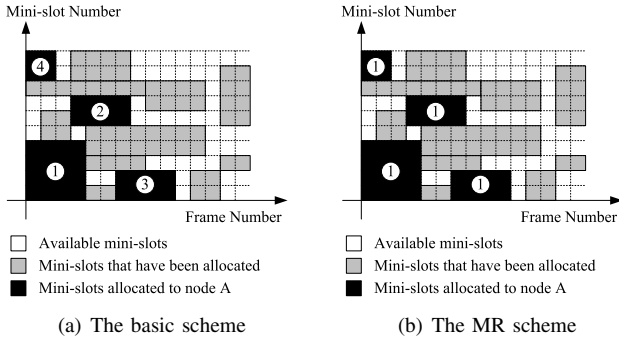 Mini-slot Number
4
2
1
3
Frame Number
Available mini-slots
Mini-slots that have been allocated
Mini-slots allocated to node A
(a) The basic scheme
Mini-slot Number
1
1
1
1
Frame Number
Available mini-slots
Mini-slots that have been allocated
Mini-slots allocated to node A
(b) The MR scheme